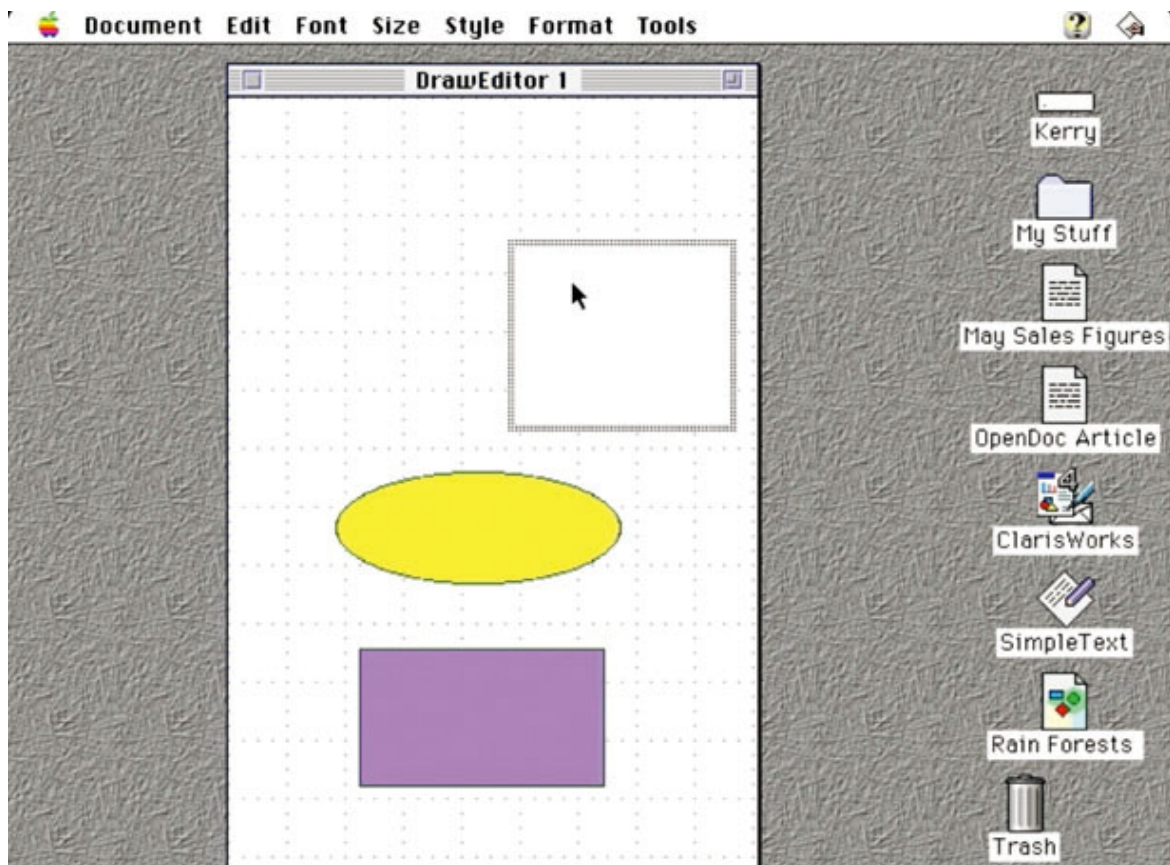 Document Edit Font Size Style Format Tools
DrawEditor 1
Kerry
My Stuff
May Sales Figures
OpenDoc Article
ClarisWorks
SimpleText
Rain Forests
Trash